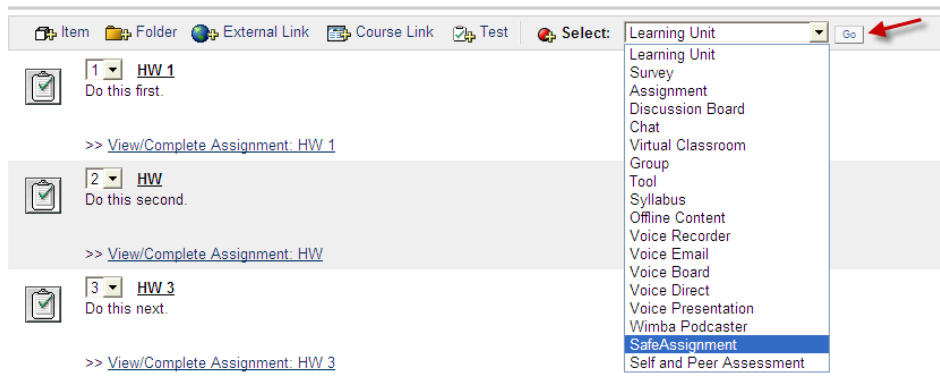 Item Folder External Link Course Link Test Select: Learning Unit Go
Learning Unit
Survey
Assignment
Discussion Board
Chat
Virtual Classroom
Group
Tool
Syllabus
Offline Content
Voice Recorder
Voice Email
Voice Board
Voice Direct
Voice Presentation
Wimba Podcaster
SafeAssignment
Self and Peer Assessment
1 HW 1
Do this first.
>> View/Complete Assignment: HW 1
2 HW
Do this second.
>> View/Complete Assignment: HW
3 HW 3
Do this next.
>> View/Complete Assignment: HW 3